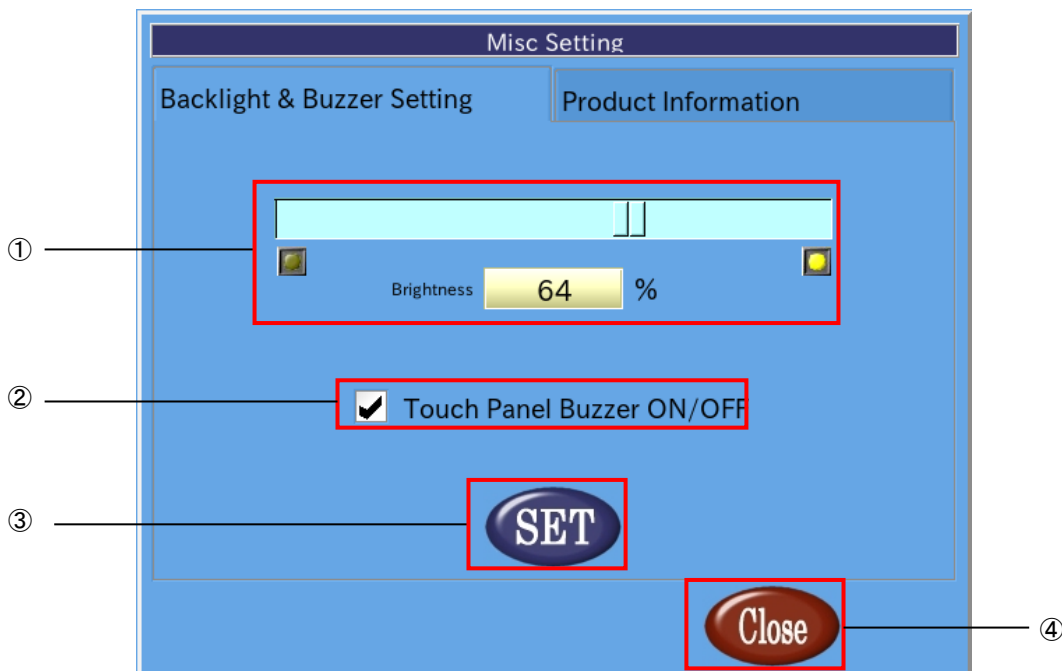 Misc Setting
Backlight & Buzzer Setting
Product Information
①
Brightness 64 %
②
Touch Panel Buzzer ON/OFF
③
SET
Close
④